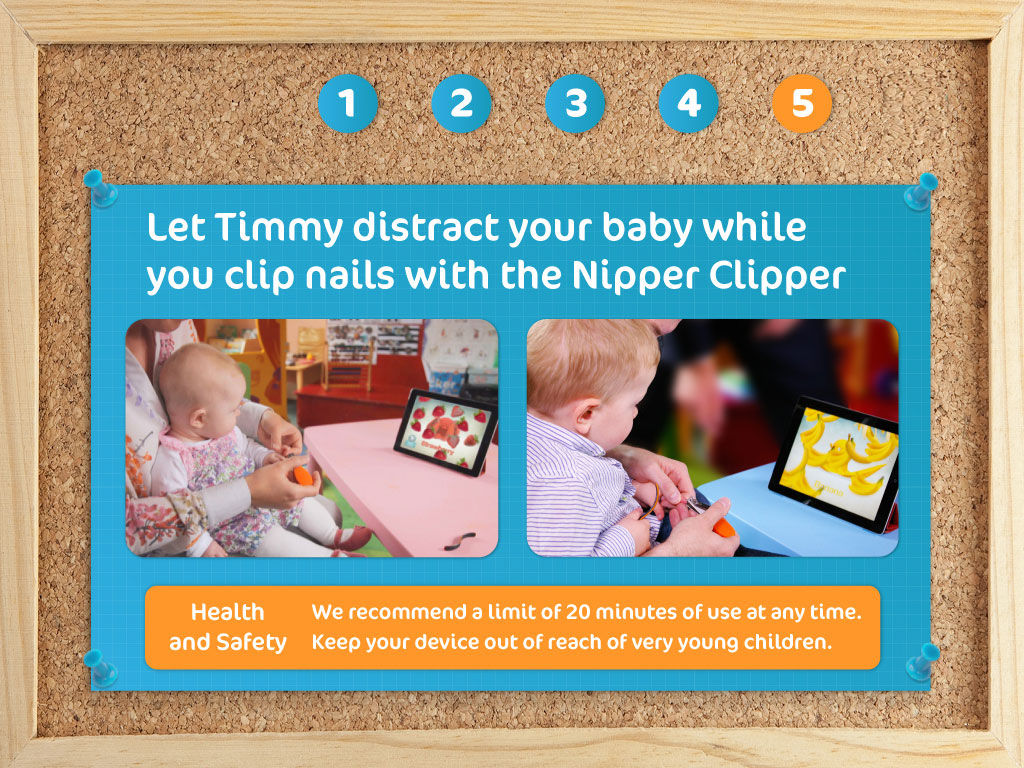 1 2 3 4 5
Let Timmy distract your baby while
you clip nails with the Nipper Clipper
Strawberry
Banana
Health
and Safety
We recommend a limit of 20 minutes of use at any time.
Keep your device out of reach of very young children.